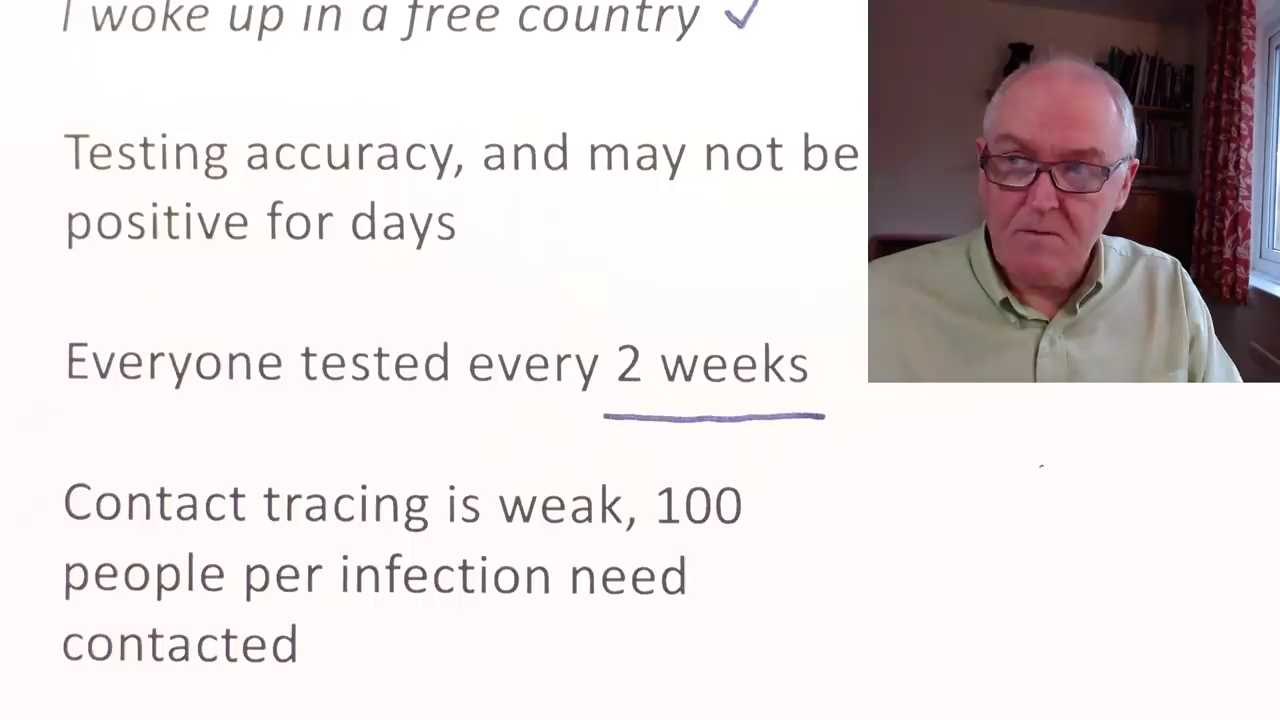 I woke up in a free country ✓
Testing accuracy, and may not be
positive for days
Everyone tested every 2 weeks
Contact tracing is weak, 100
people per infection need
contacted